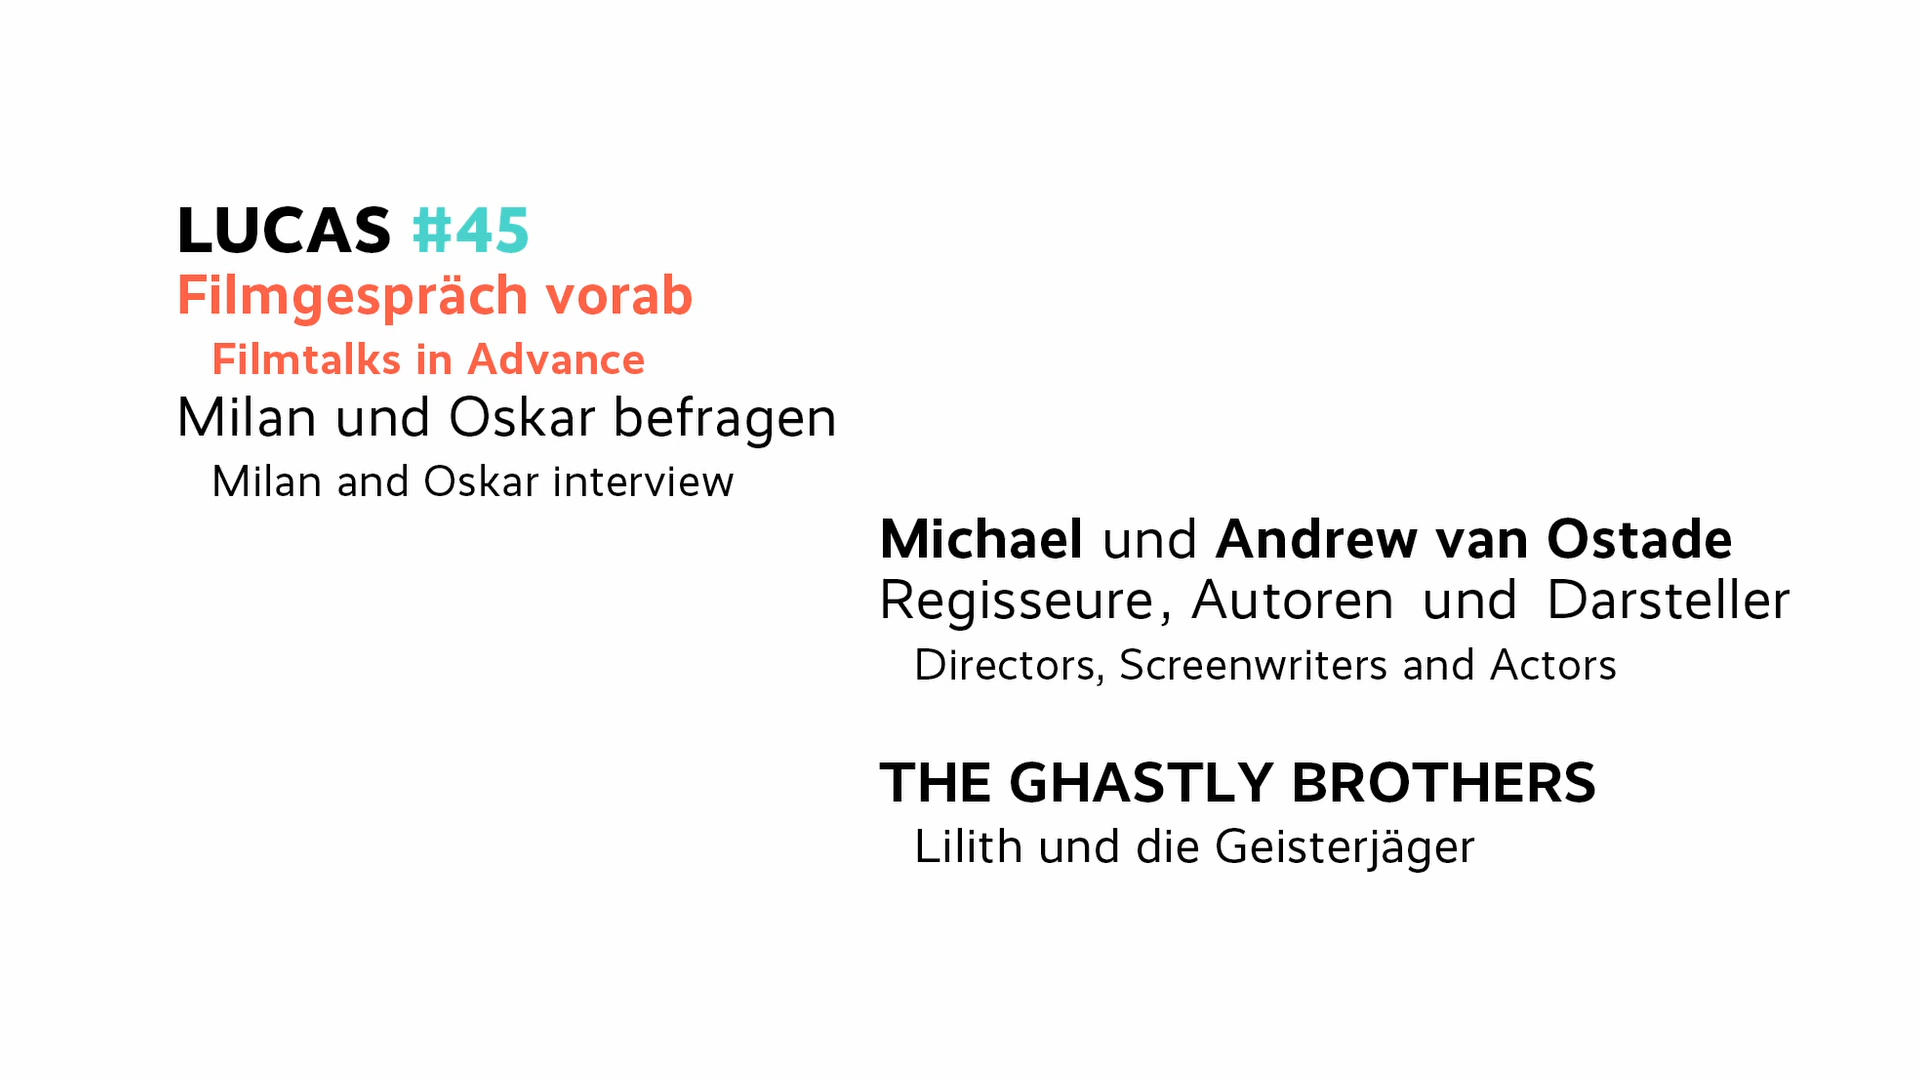 LUCAS #45
Filmgespräch vorab
Filmtalks in Advance
Milan und Oskar befragen
Milan and Oskar interview
Michael und Andrew van Ostade
Regisseure, Autoren und Darsteller
Directors, Screenwriters and Actors
THE GHASTLY BROTHERS
Lilith und die Geisterjäger